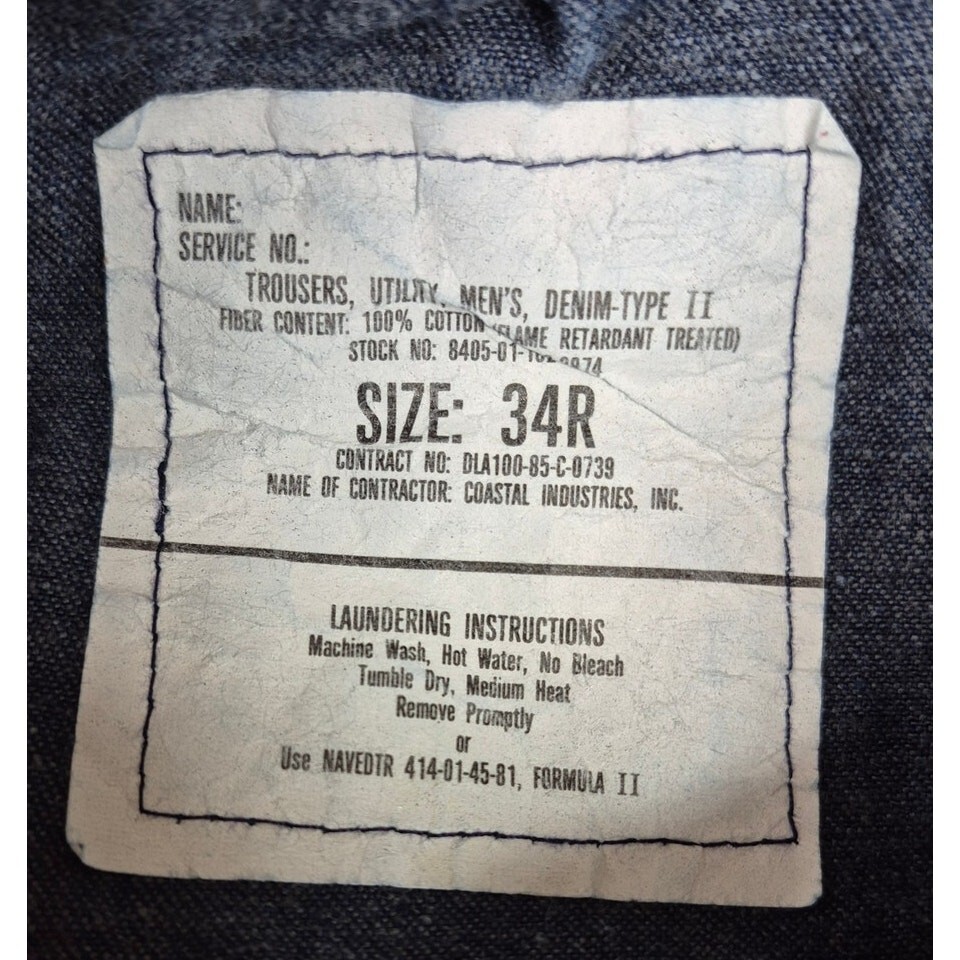 NAME:
SERVICE NO.:
TROUSERS, UTILITY, MEN'S, DENIM-TYPE II
FIBER CONTENT: 100% COTTON (FLAME RETARDANT TREATED)
STOCK NO:
SIZE: 34R
CONTRACT NO: DLA100-85-C-0739
NAME OF CONTRACTOR: COASTAL INDUSTRIES, INC.
LAUNDERING INSTRUCTIONS
Machine Wash, Hot Water, No Bleach
Tumble Dry, Medium Heat
Remove Promptly
or
Use NAVEDTR 414-01-45-81, FORMULA II